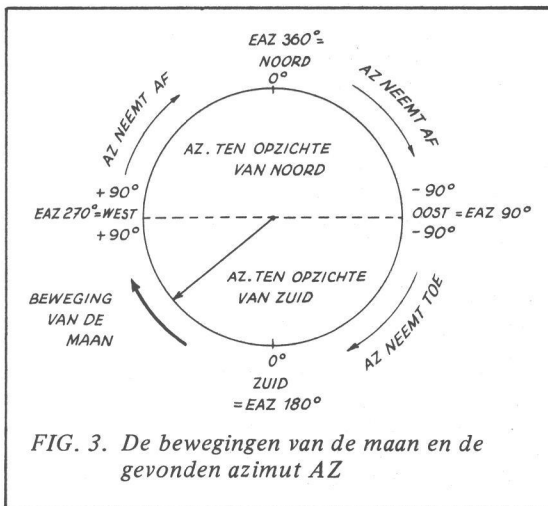 EAZ 360°=
NOORD
0°
AZ NEEMT AF
AZ NEEMT AF
AZ. TEN OPZICHTE
VAN NOORD
+90°
-90°
EAZ 270°=WEST
OOST = EAZ 90°
+90°
-90°
AZ. TEN OPZICHTE
VAN ZUID
BEWEGING
VAN DE
MAAN
AZ NEEMT TOE
0°
ZUID
=EAZ 180°
FIG. 3. De bewegingen van de maan en de
gevonden azimut AZ